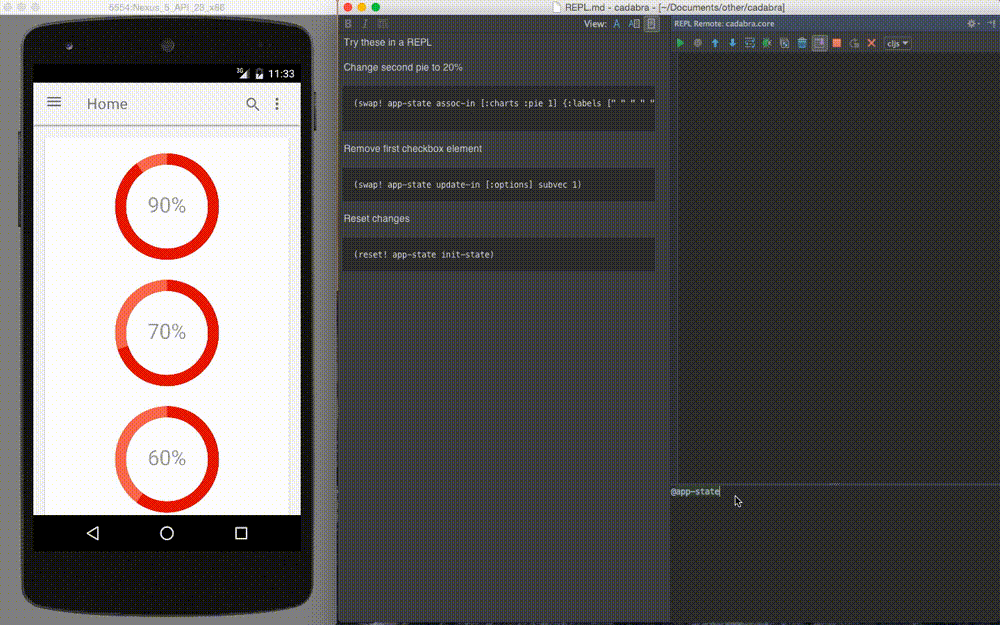 5554:Nexus_5_API_23_x86
3G
11:33
Home
90%
70%
60%
REPL.md - cadabra - [~/Documents/other/cadabra]
B I
View: A A
Try these in a REPL
Change second pie to 20%
(swap! app-state assoc-in [:charts :pie 1] {:labels [" " " " "
Remove first checkbox element
(swap! app-state update-in [:options] subvec 1)
Reset changes
(reset! app-state init-state)
REPL Remote: cadabra.core
cljs
@app-state